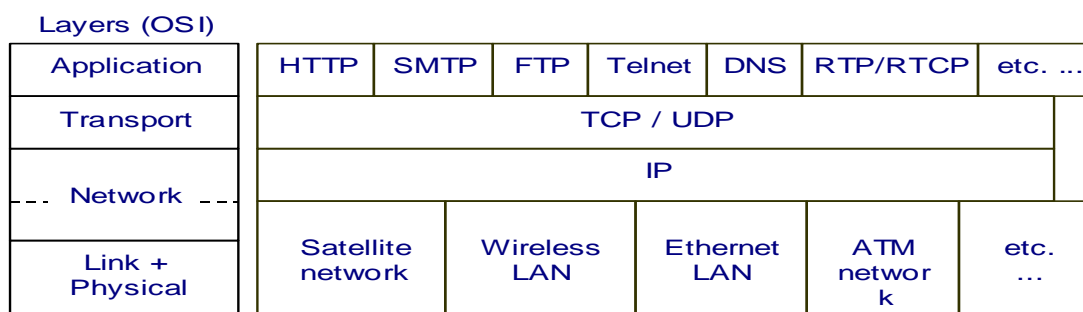 Layers (OSI)
Application
HTTP SMTP FTP Telnet DNS RTP/RTCP etc. ...
Transport
TCP / UDP
Network
IP
Link +
Physical
Satellite
network
Wireless
LAN
Ethernet
LAN
ATM
networ
k
etc.
...